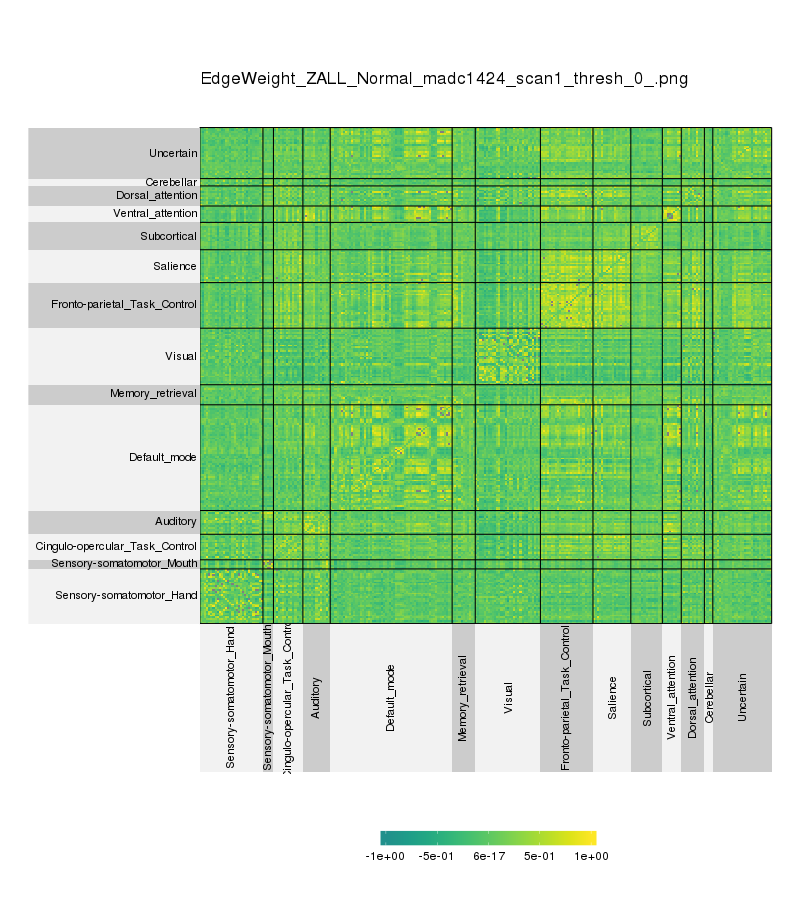 EdgeWeight_ZALL_Normal_madc1424_scan1_thresh_0_.png
Uncertain
Cerebellar
Dorsal_attention
Ventral_attention
Subcortical
Salience
Fronto-parietal_Task_Control
Visual
Memory_retrieval
Default_mode
Auditory
Cingulo-opercular_Task_Control
Sensory-somatomotor_Mouth
Sensory-somatomotor_Hand
Sensory-somatomotor_Hand
Sensory-somatomotor_Mouth
Cingulo-opercular_Task_Control
Auditory
Default_mode
Memory_retrieval
Visual
Fronto-parietal_Task_Control
Salience
Subcortical
Ventral_attention
Dorsal_attention
Cerebellar
Uncertain
-1e+00 -5e-01 6e-17 5e-01 1e+00